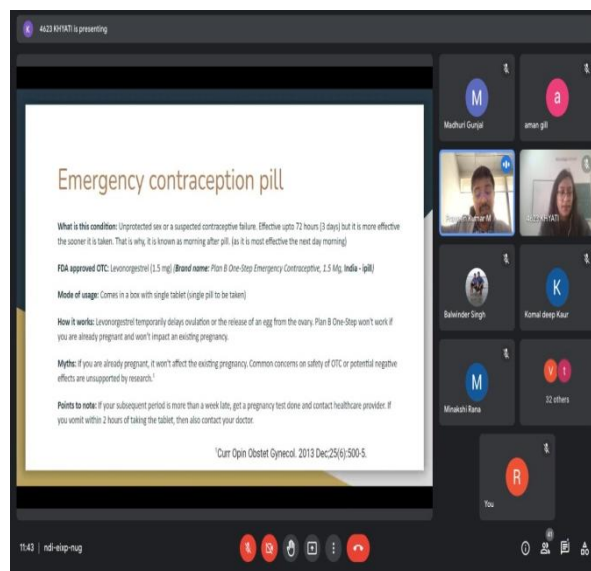 K 4623 KHYATI is presenting
Emergency contraception pill
What is this condition: Unprotected sex or a suspected contraceptive failure. Effective upto 72 hours (3 days) but it is more effective
the sooner it is taken. That is why, it is known as morning after pill. (as it is most effective the next day morning)
FDA approved OTC: Levonorgestrel (1.5 mg) (Brand name: Plan B One-Step Emergency Contraceptive, 1.5 Mg, India - ipill)
Mode of usage: Comes in a box with single tablet (single pill to be taken)
How it works: Levonorgestrel temporarily delays ovulation or the release of an egg from the ovary. Plan B One-Step won't work if
you are already pregnant and won't impact an existing pregnancy.
Myths: If you are already pregnant, it won't affect the existing pregnancy. Common concerns on safety of OTC or potential negative
effects are unsupported by research.¹
Points to note: If your subsequent period is more than a week late, get a pregnancy test done and contact healthcare provider. If
you vomit within 2 hours of taking the tablet, then also contact your doctor.
¹Curr Opin Obstet Gynecol. 2013 Dec;25(6):500-5.
M
Madhuri Gunjal
a
aman gill
Kumar M
4623 KHYATI
Balwinder Singh
K
Komal deep Kaur
M
Minakshi Rana
V t
32 others
R
You
11:43 | ndi-eixp-nug
41